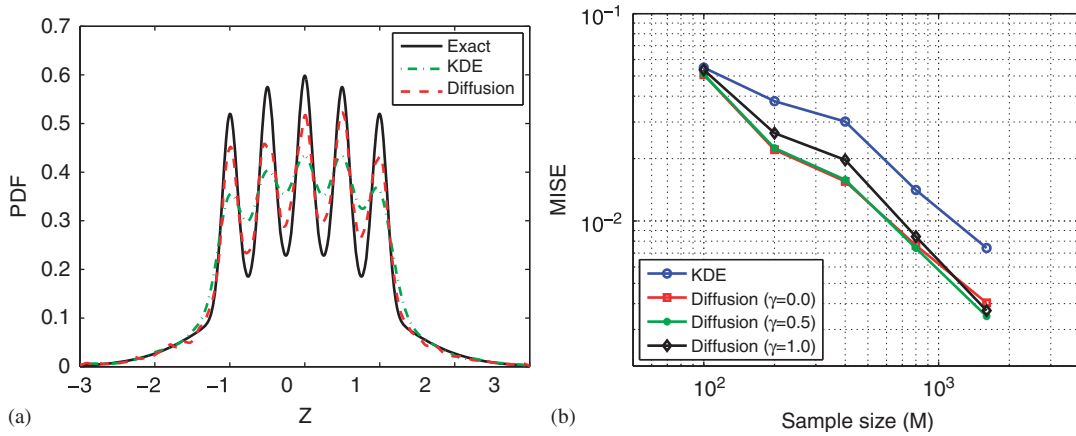 0.7
0.6
0.5
0.4
0.3
0.2
0.1
0
PDF
Exact
KDE
Diffusion
−3 −2 −1 0 1 2 3
Z
(a)
10⁻¹
10⁻²
MISE
KDE
Diffusion (γ=0.0)
Diffusion (γ=0.5)
Diffusion (γ=1.0)
10² 10³
Sample size (M)
(b)